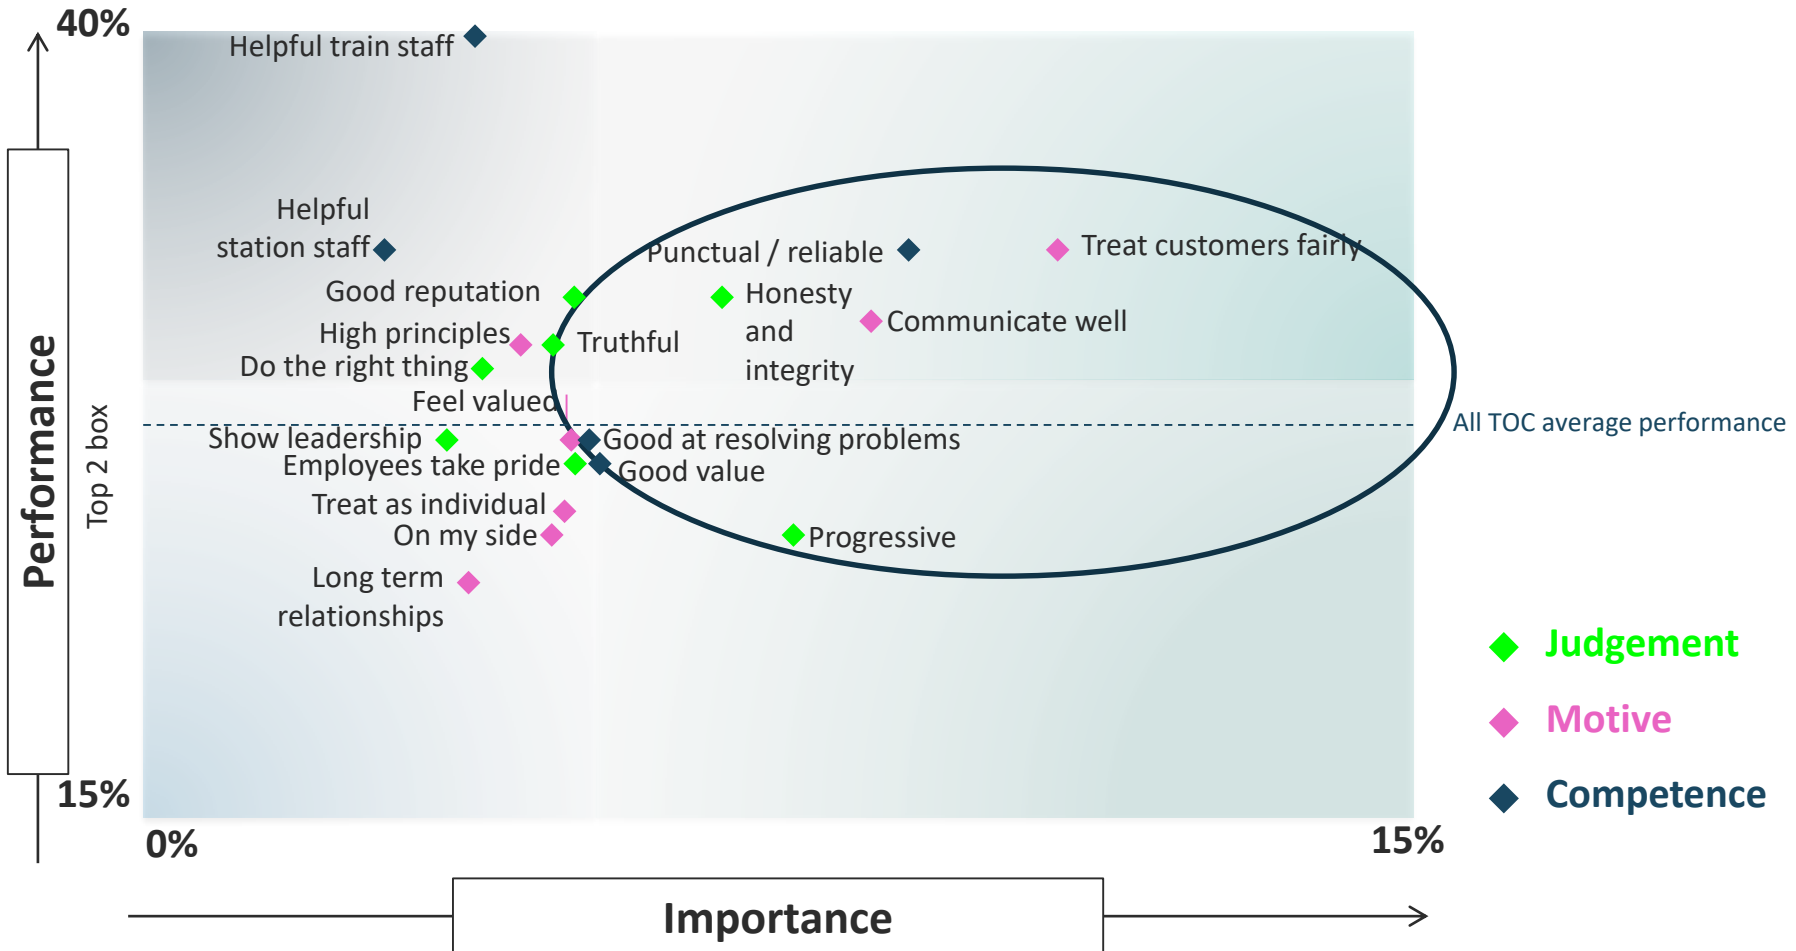 40%
Helpful train staff
Helpful
station staff
Punctual / reliable
Treat customers fairly
Good reputation
Honesty
and
integrity
Communicate well
High principles
Truthful
Do the right thing
Feel valued
All TOC average performance
Show leadership
Good at resolving problems
Employees take pride
Good value
Treat as individual
On my side
Progressive
Long term
relationships
Performance
Top 2 box
Judgement
Motive
Competence
15%
0%
15%
Importance